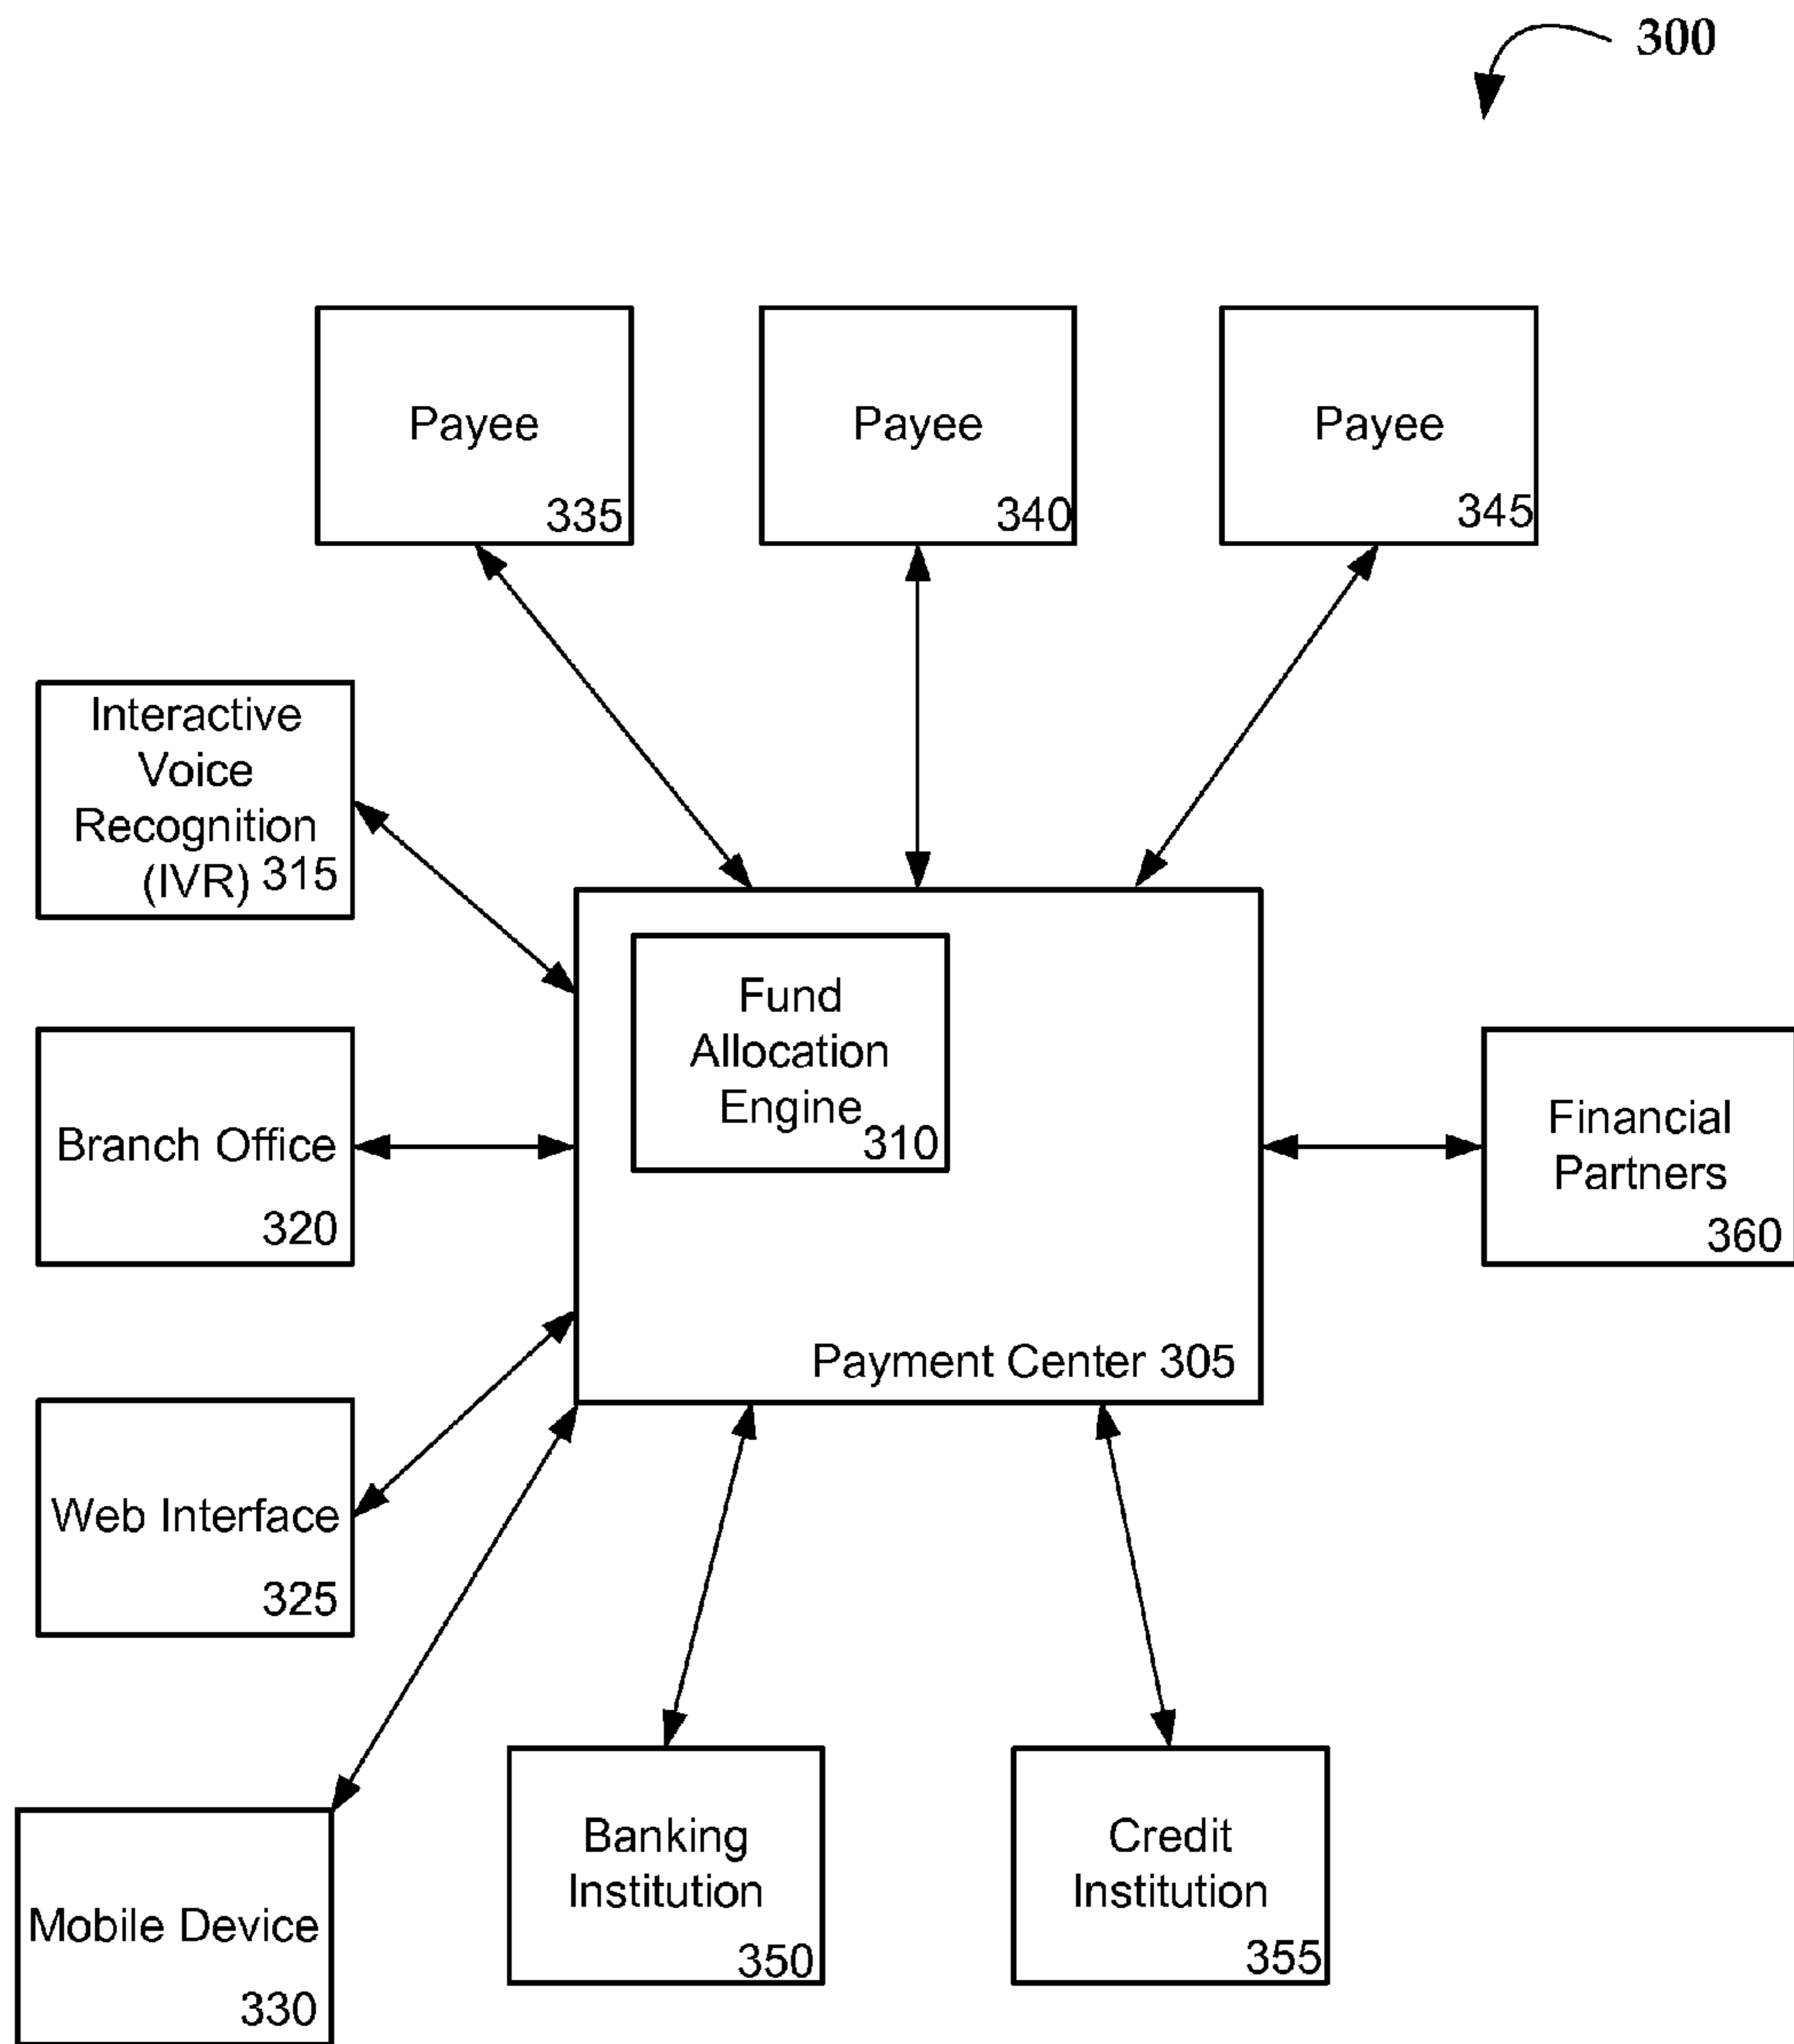 300
Payee
335
Payee
340
Payee
345
Interactive
Voice
Recognition
(IVR) 315
Fund
Allocation
Engine
310
Branch Office
320
Financial
Partners
360
Payment Center 305
Web Interface
325
Banking
Institution
350
Credit
Institution
355
Mobile Device
330